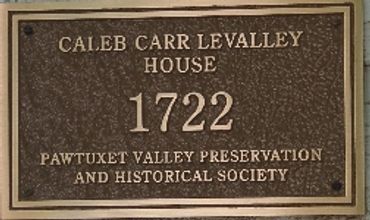 CALEB CARR LEVALLEY
HOUSE
1722
PAWTUXET VALLEY PRESERVATION
AND HISTORICAL SOCIETY